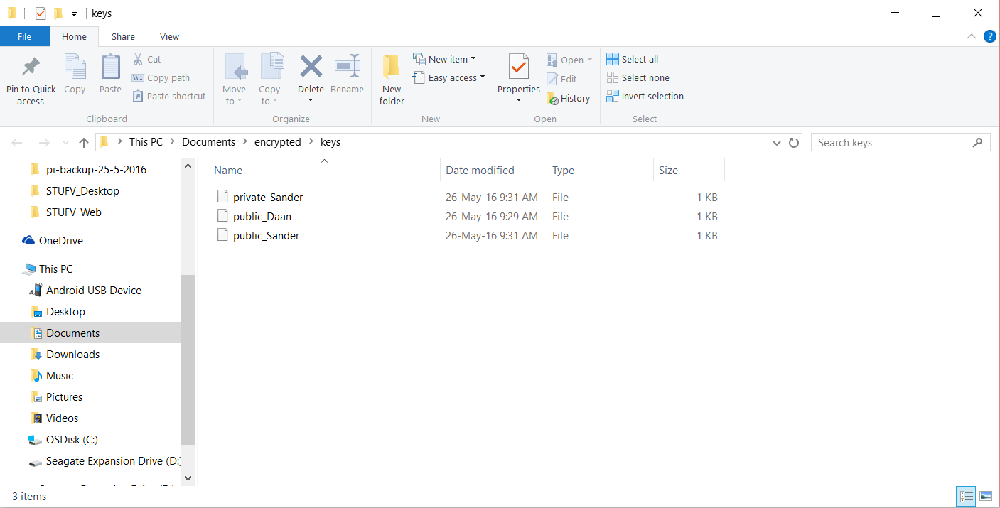 keys
File Home Share View
Pin to Quick access
Copy
Paste
Cut
Copy path
Paste shortcut
Clipboard
Move to
Copy to
Delete
Rename
Organize
New folder
New item
Easy access
New
Properties
Open
Edit
History
Open
Select all
Select none
Invert selection
Select
This PC Documents encrypted keys
Search keys
pi-backup-25-5-2016
STUFV_Desktop
STUFV_Web
OneDrive
This PC
Android USB Device
Desktop
Documents
Downloads
Music
Pictures
Videos
OSDisk (C:)
Seagate Expansion Drive (D:)
Name Date modified Type Size
private_Sander 26-May-16 9:31 AM File 1 KB
public_Daan 26-May-16 9:29 AM File 1 KB
public_Sander 26-May-16 9:31 AM File 1 KB
3 items